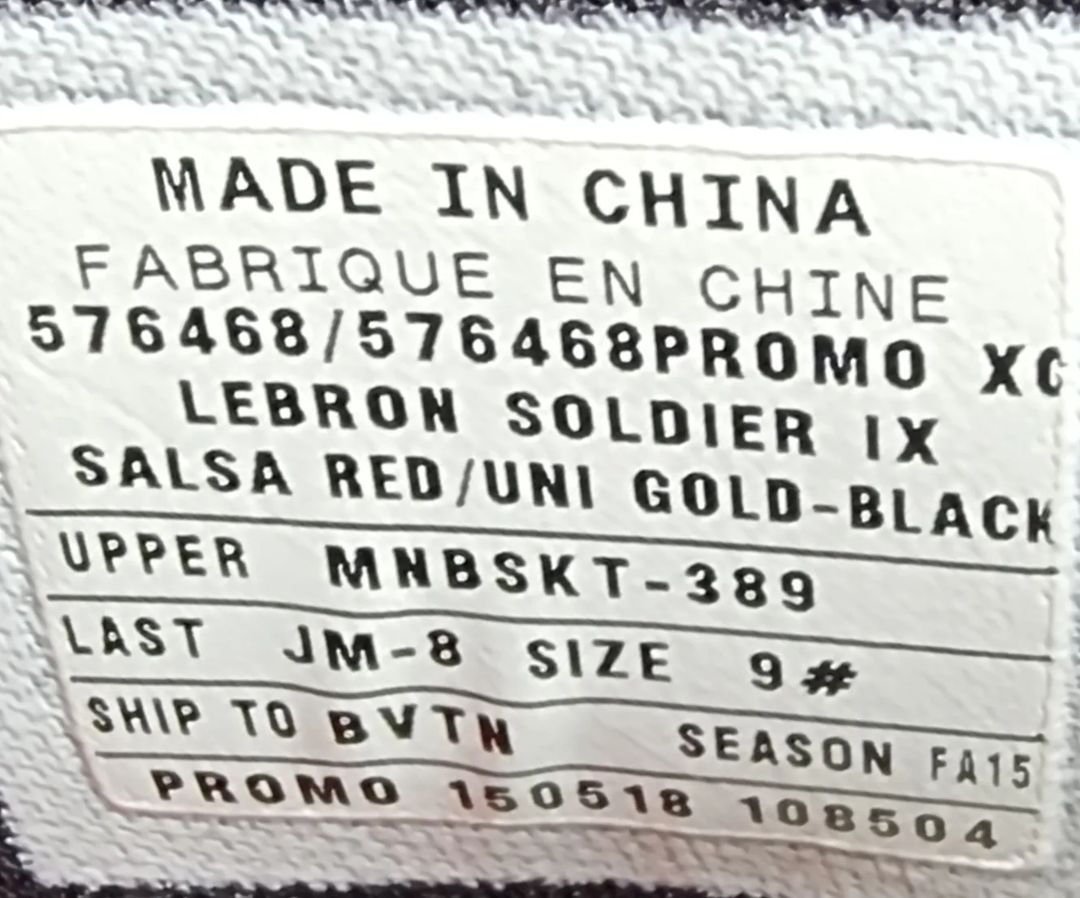 MADE IN CHINA
FABRIQUE EN CHINE
576468/576468PROMO XC
LEBRON SOLDIER IX
SALSA RED/UNI GOLD-BLACK
UPPER MNBSKT-389
LAST JM-8 SIZE 9#
SHIP TO BVTN SEASON FA15
PROMO 150518 108504